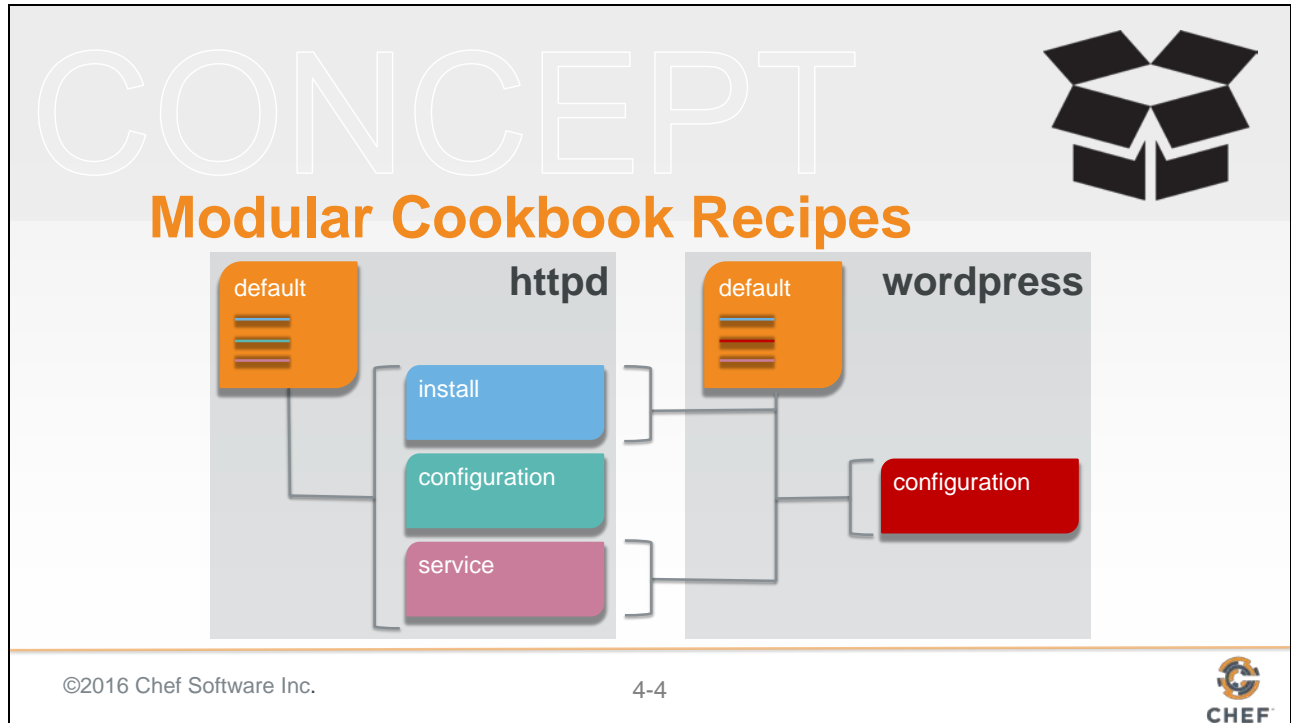 CONCEPT
Modular Cookbook Recipes
default
httpd
default
wordpress
install
configuration
configuration
service
©2016 Chef Software Inc.
4-4
CHEF